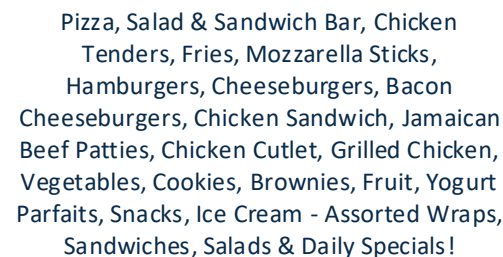 Pizza, Salad & Sandwich Bar, Chicken
Tenders, Fries, Mozzarella Sticks,
Hamburgers, Cheeseburgers, Bacon
Cheeseburgers, Chicken Sandwich, Jamaican
Beef Patties, Chicken Cutlet, Grilled Chicken,
Vegetables, Cookies, Brownies, Fruit, Yogurt
Parfaits, Snacks, Ice Cream - Assorted Wraps,
Sandwiches, Salads & Daily Specials!